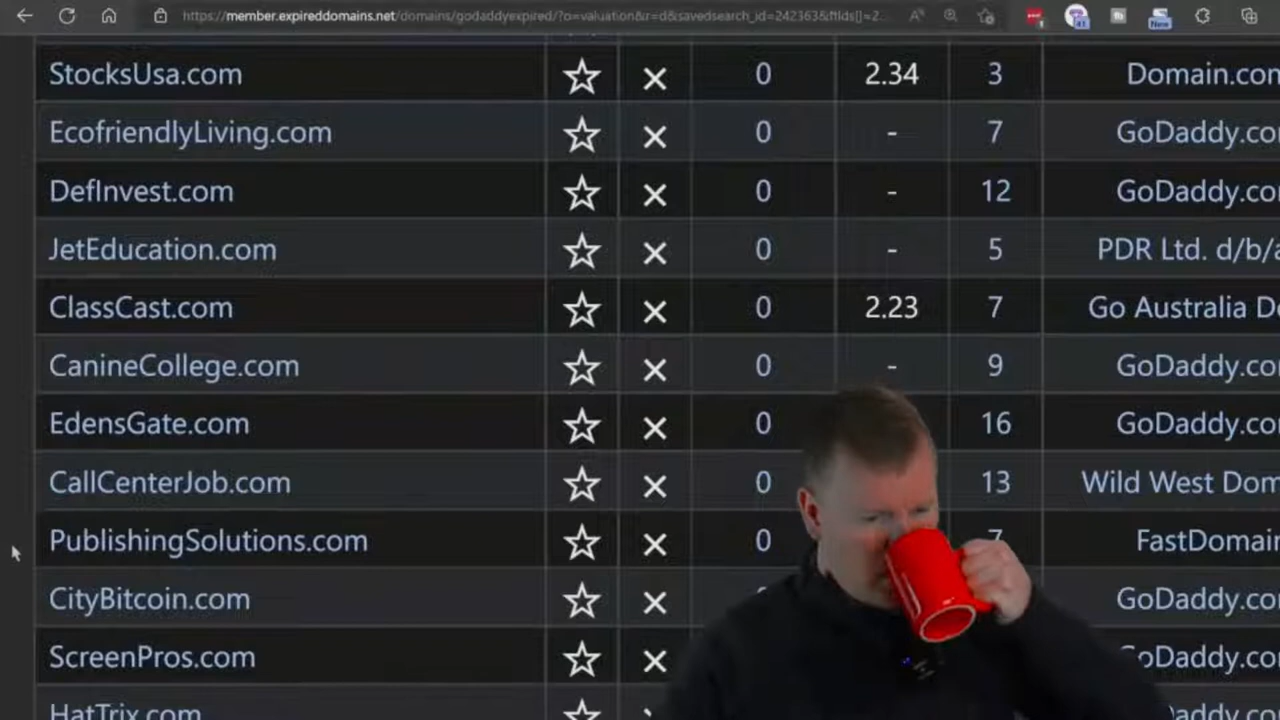 https://member.expireddomains.net/domains/godaddyexpired/?o=valuation&r=d&savedsearch_id=242363&ftlds[]=2...
StocksUsa.com 0 2.34 3 Domain.com
EcofriendlyLiving.com 0 - 7 GoDaddy.co
DefInvest.com 0 - 12 GoDaddy.co
JetEducation.com 0 - 5 PDR Ltd. d/b/a
ClassCast.com 0 2.23 7 Go Australia Do
CanineCollege.com 0 - 9 GoDaddy.co
EdensGate.com 0 16 GoDaddy.co
CallCenterJob.com 0 13 Wild West Dom
PublishingSolutions.com 0 7 FastDomain
CityBitcoin.com GoDaddy.co
ScreenPros.com GoDaddy.co
HatTrix.com